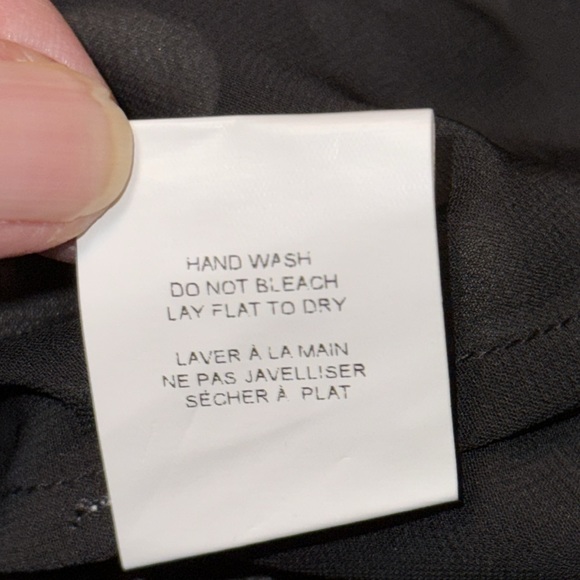 HAND WASH
DO NOT BLEACH
LAY FLAT TO DRY
LAVER À LA MAIN
NE PAS JAVELLISER
SÉCHER À PLAT